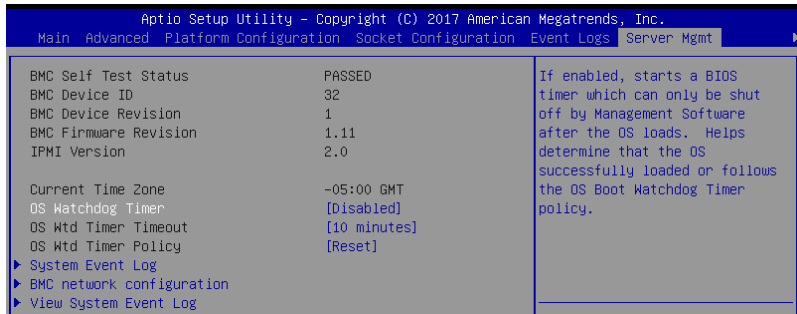 Aptio Setup Utility – Copyright (C) 2017 American Megatrends, Inc.
Main Advanced Platform Configuration Socket Configuration Event Logs Server Mgmt
BMC Self Test Status PASSED
BMC Device ID 32
BMC Device Revision 1
BMC Firmware Revision 1.11
IPMI Version 2.0
Current Time Zone -05:00 GMT
OS Watchdog Timer [Disabled]
OS Wtd Timer Timeout [10 minutes]
OS Wtd Timer Policy [Reset]
System Event Log
BMC network configuration
View System Event Log
If enabled, starts a BIOS
timer which can only be shut
off by Management Software
after the OS loads. Helps
determine that the OS
successfully loaded or follows
the OS Boot Watchdog Timer
policy.